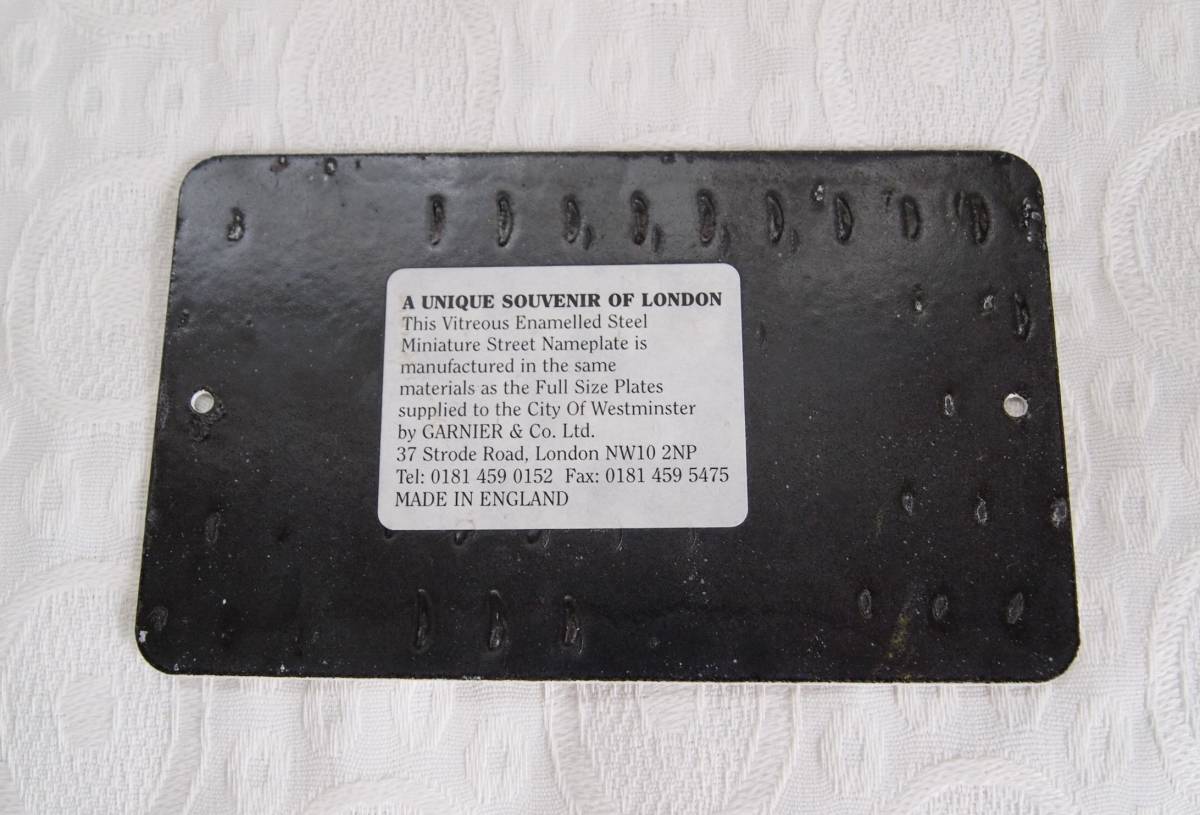 A UNIQUE SOUVENIR OF LONDON
This Vitreous Enamelled Steel
Miniature Street Nameplate is
manufactured in the same
materials as the Full Size Plates
supplied to the City Of Westminster
by GARNIER & Co. Ltd.
37 Strode Road, London NW10 2NP
Tel: 0181 459 0152  Fax: 0181 459 5475
MADE IN ENGLAND